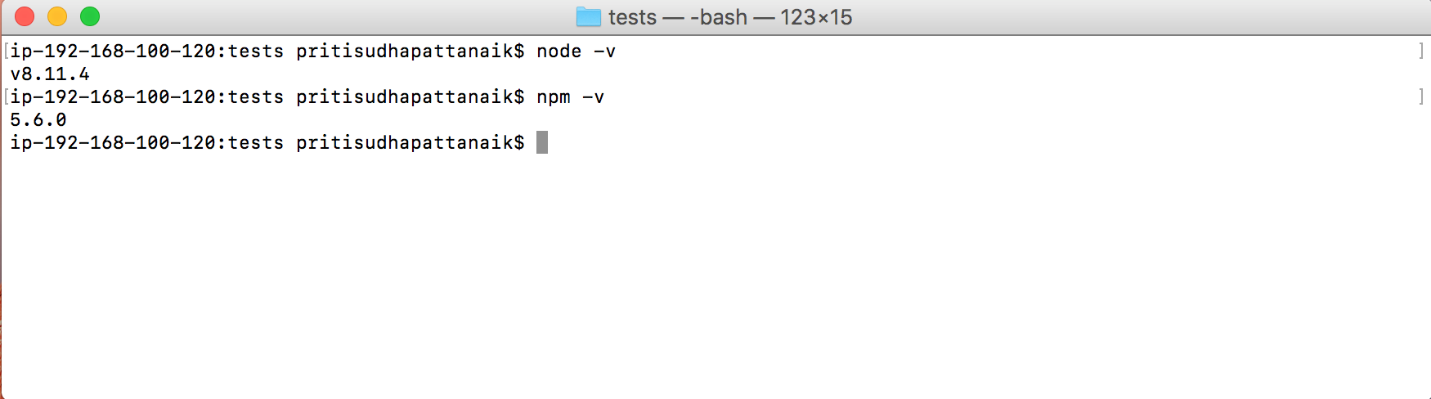 tests — -bash — 123×15
[ip-192-168-100-120:tests pritisudhapattanaik$ node -v ]
v8.11.4
[ip-192-168-100-120:tests pritisudhapattanaik$ npm -v ]
5.6.0
ip-192-168-100-120:tests pritisudhapattanaik$